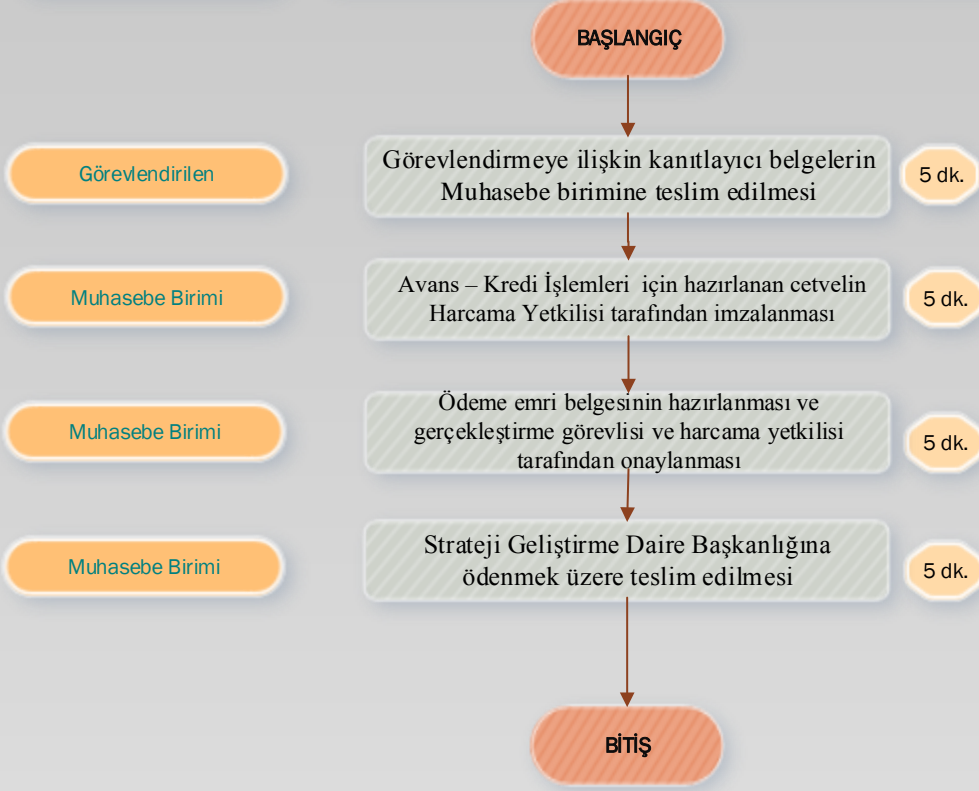 BAŞLANGIÇ
Görevlendirilen
Görevlendirmeye ilişkin kanıtlayıcı belgelerin
Muhasebe birimine teslim edilmesi
5 dk.
Muhasebe Birimi
Avans – Kredi İşlemleri için hazırlanan cetvelin
Harcama Yetkilisi tarafından imzalanması
5 dk.
Muhasebe Birimi
Ödeme emri belgesinin hazırlanması ve
gerçekleştirme görevlisi ve harcama yetkilisi
tarafından onaylanması
5 dk.
Muhasebe Birimi
Strateji Geliştirme Daire Başkanlığına
ödenmek üzere teslim edilmesi
5 dk.
BİTİŞ